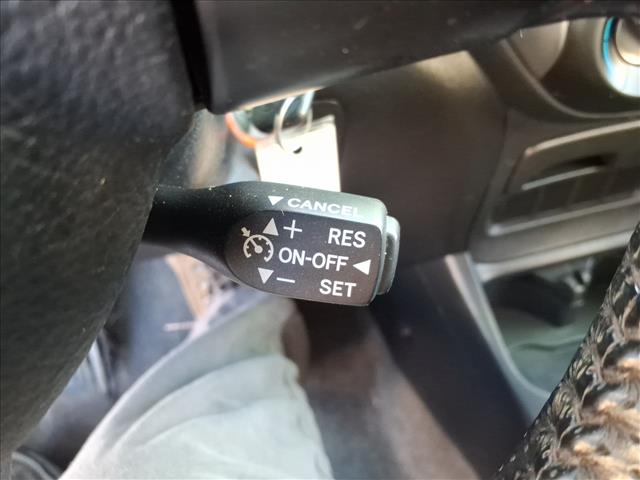 CANCEL
+ RES
ON-OFF
− SET